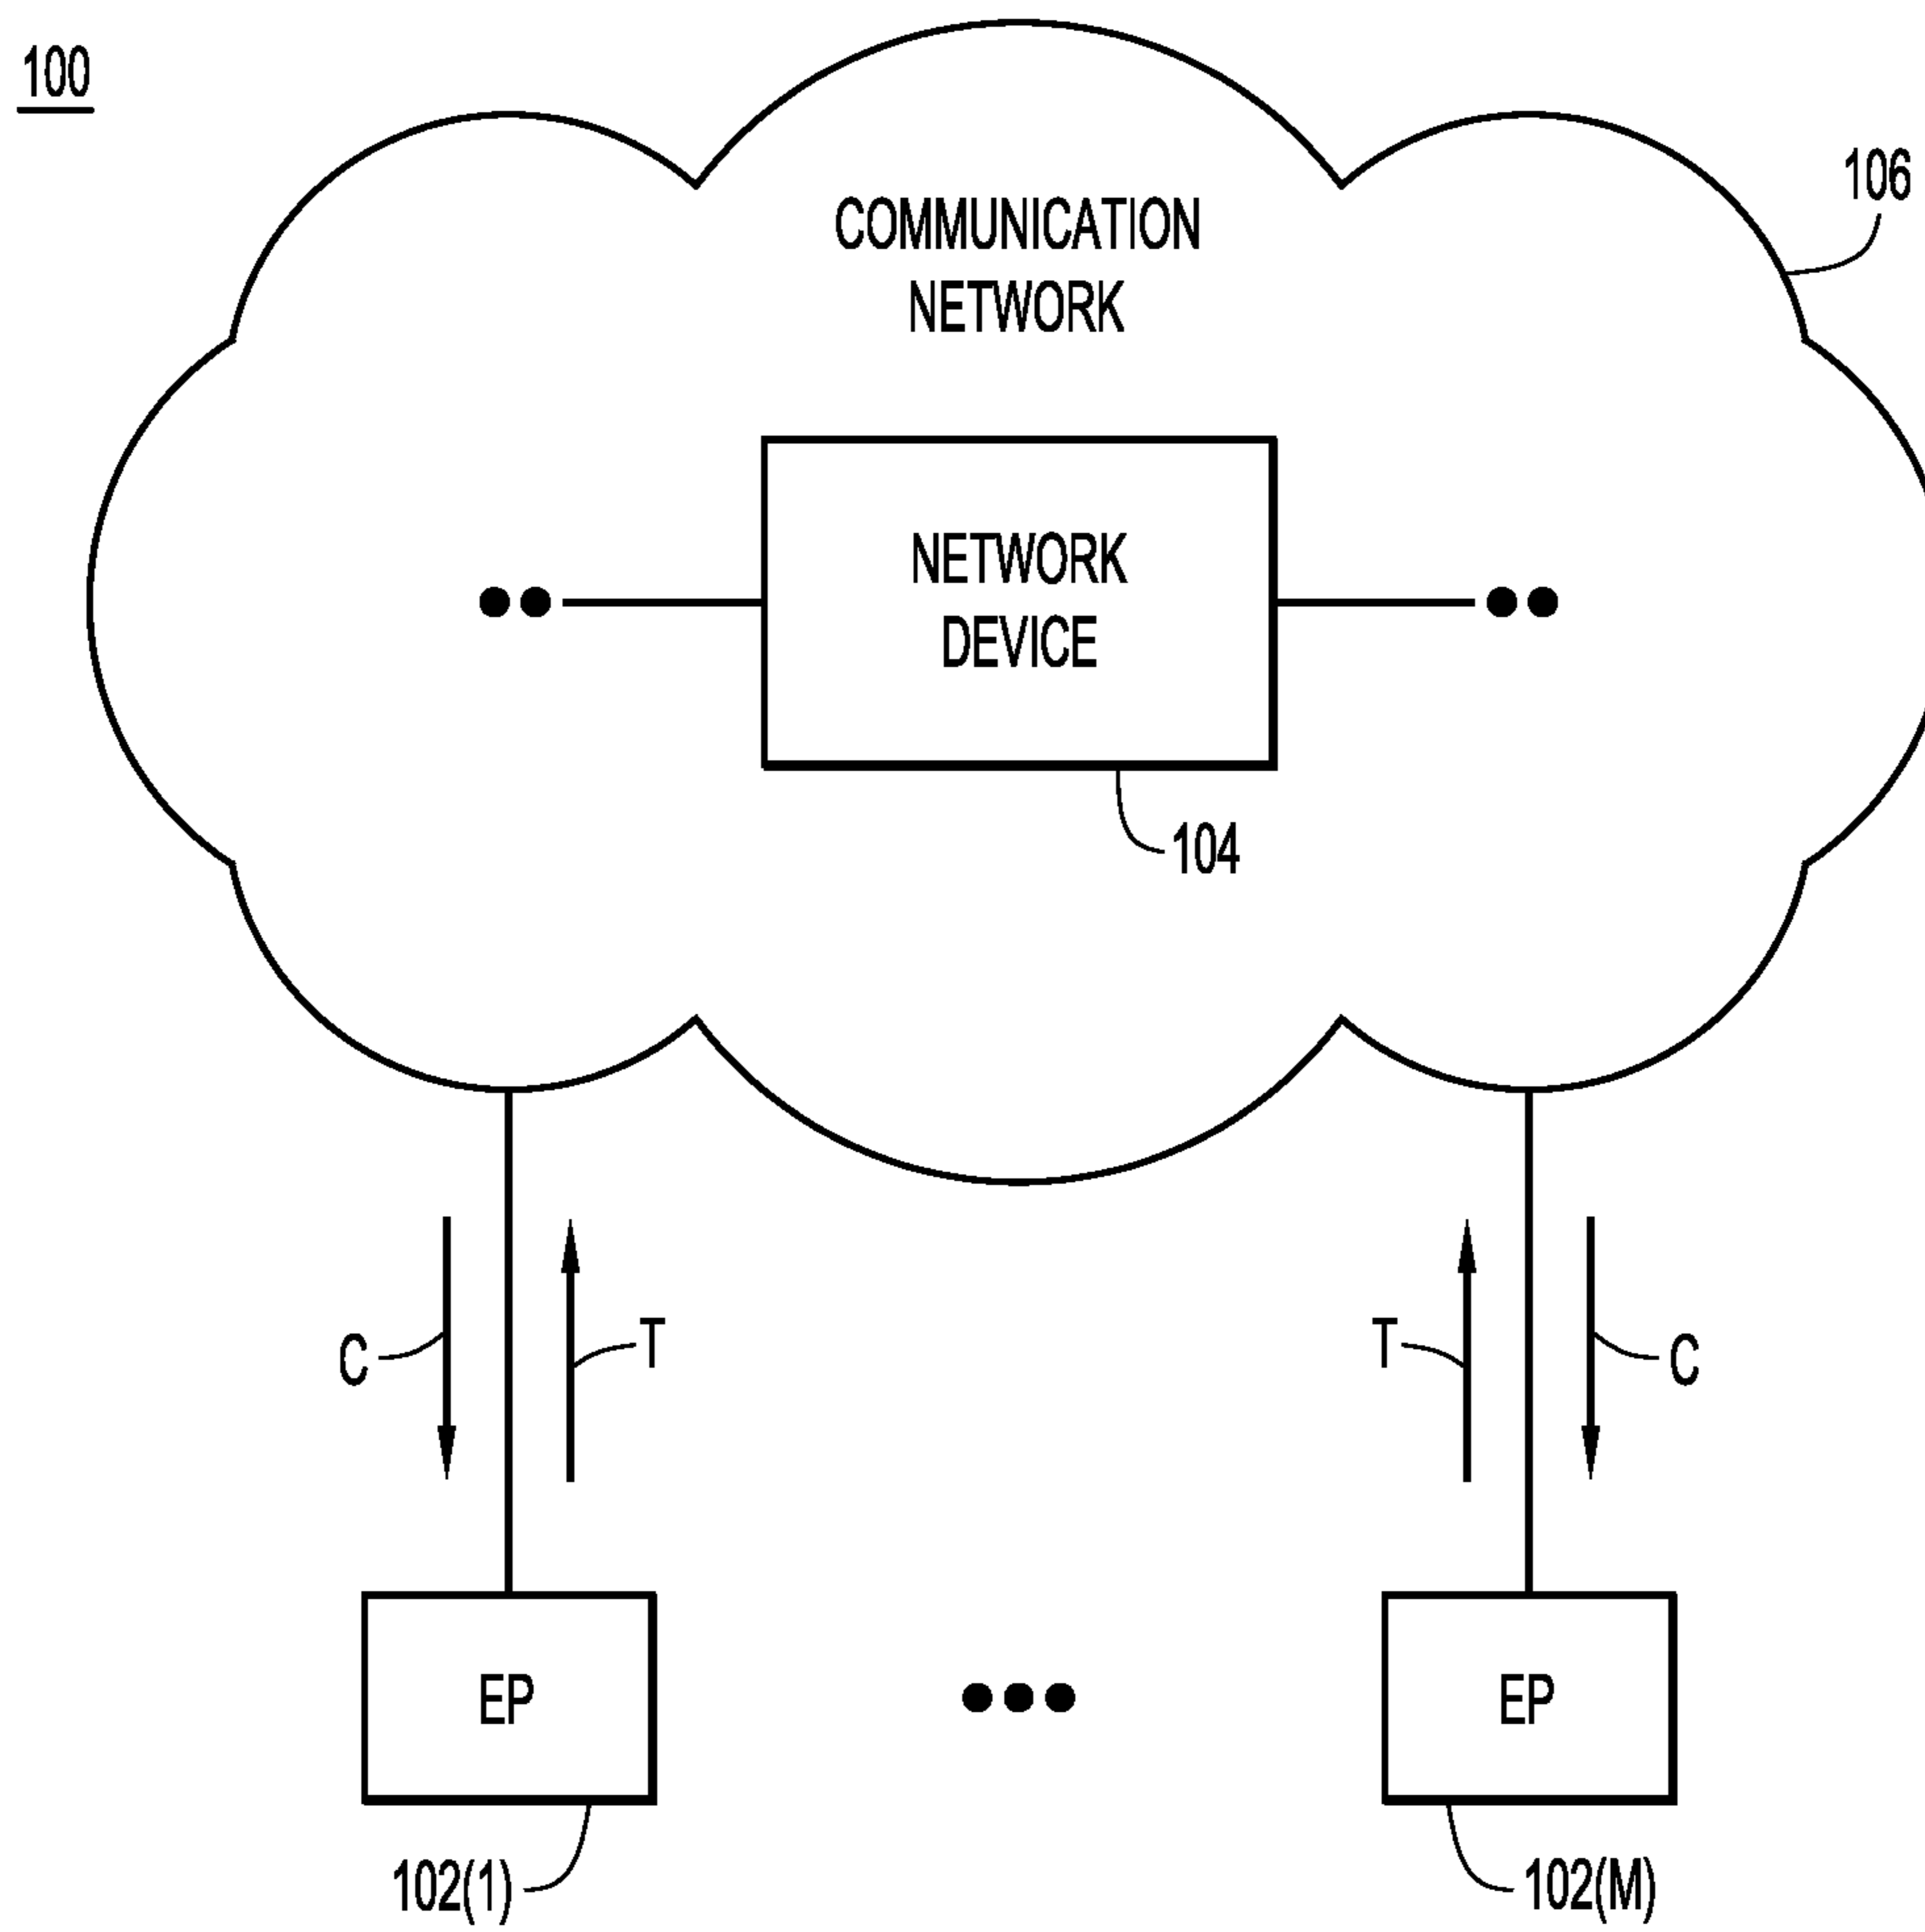 100
106
COMMUNICATION
NETWORK
NETWORK
DEVICE
104
C
T
T
C
EP
EP
102(1)
102(M)